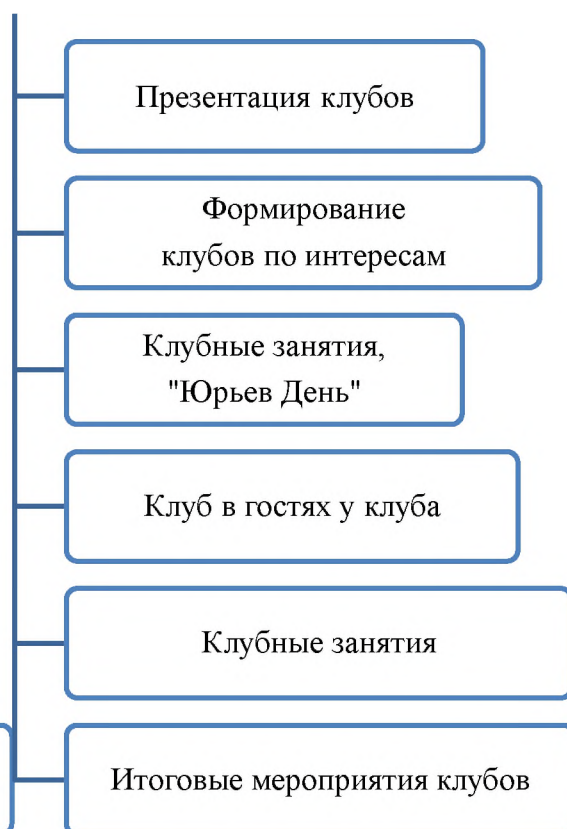 Презентация клубов
Формирование
клубов по интересам
Клубные занятия,
"Юрьев День"
Клуб в гостях у клуба
Клубные занятия
Итоговые мероприятия клубов